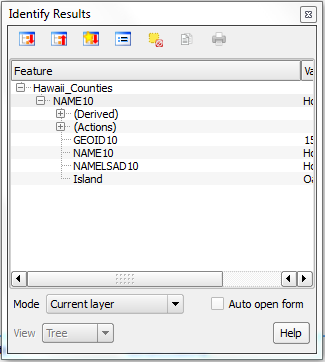 Identify Results
Feature Va
Hawaii_Counties
NAME10 Ho
(Derived)
(Actions)
GEOID10 15
NAME10 Ho
NAMELSAD10 Ho
Island Oa
Mode Current layer Auto open form
View Tree Help